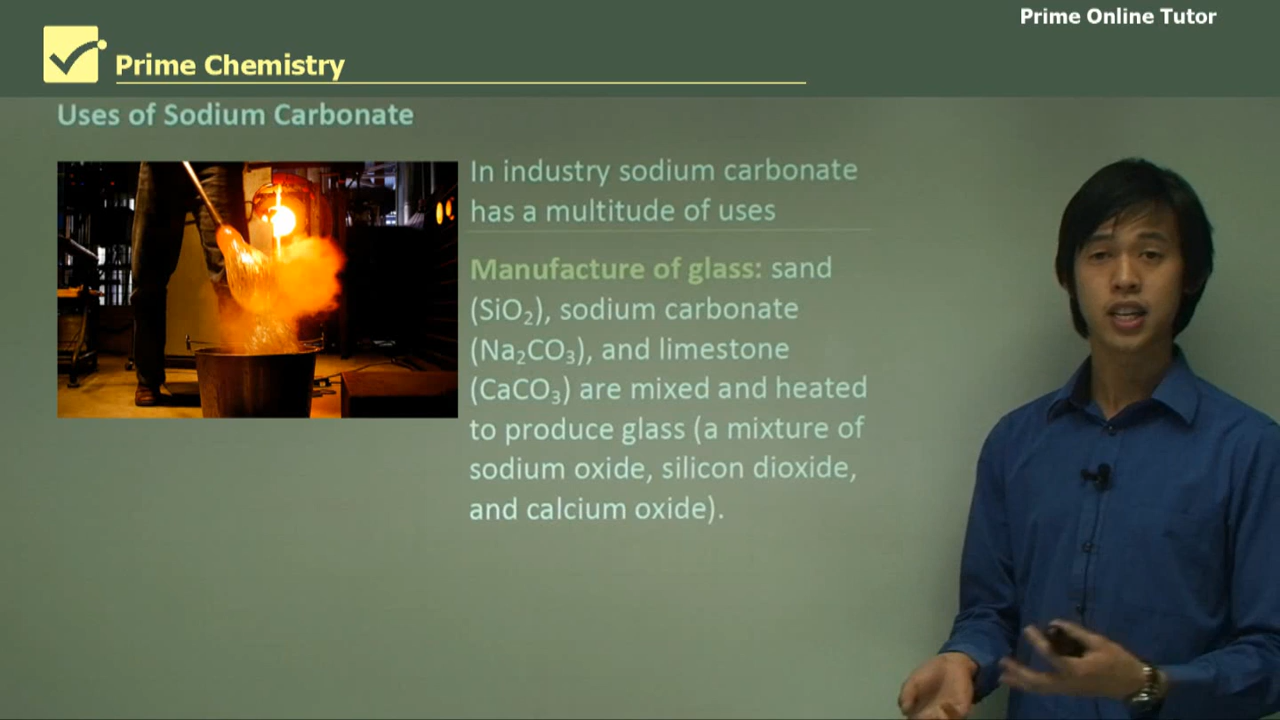 Prime Online Tutor
Prime Chemistry
Uses of Sodium Carbonate
In industry sodium carbonate
has a multitude of uses
Manufacture of glass: sand
(SiO₂), sodium carbonate
(Na₂CO₃), and limestone
(CaCO₃) are mixed and heated
to produce glass (a mixture of
sodium oxide, silicon dioxide,
and calcium oxide).